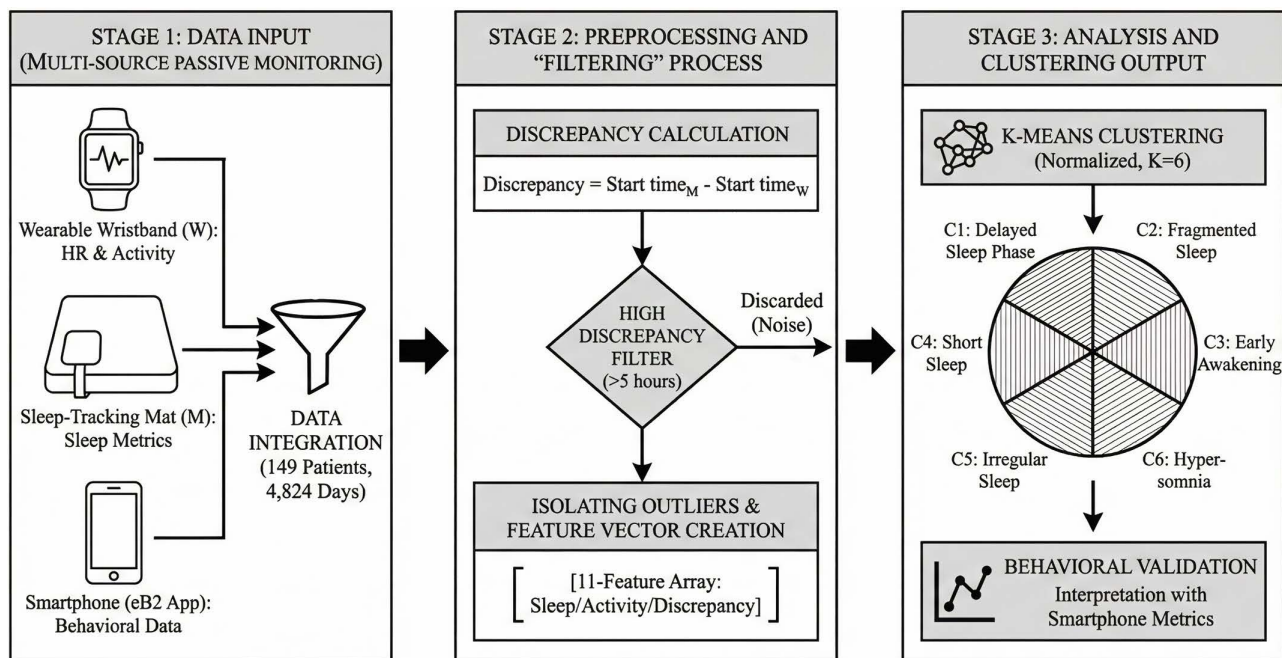 STAGE 1: DATA INPUT
(MULTI-SOURCE PASSIVE MONITORING)
Wearable Wristband (W):
HR & Activity
Sleep-Tracking Mat (M):
Sleep Metrics
Smartphone (eB2 App):
Behavioral Data
DATA
INTEGRATION
(149 Patients,
4,824 Days)
STAGE 2: PREPROCESSING AND
“FILTERING” PROCESS
DISCREPANCY CALCULATION
Discrepancy = Start timeM - Start timeW
HIGH
DISCREPANCY
FILTER
(>5 hours)
Discarded
(Noise)
ISOLATING OUTLIERS &
FEATURE VECTOR CREATION
[11-Feature Array:
Sleep/Activity/Discrepancy]
STAGE 3: ANALYSIS AND
CLUSTERING OUTPUT
K-MEANS CLUSTERING
(Normalized, K=6)
C1: Delayed
Sleep Phase
C2: Fragmented
Sleep
C4: Short
Sleep
C3: Early
Awakening
C5: Irregular
Sleep
C6: Hyper-
somnia
BEHAVIORAL VALIDATION
Interpretation with
Smartphone Metrics